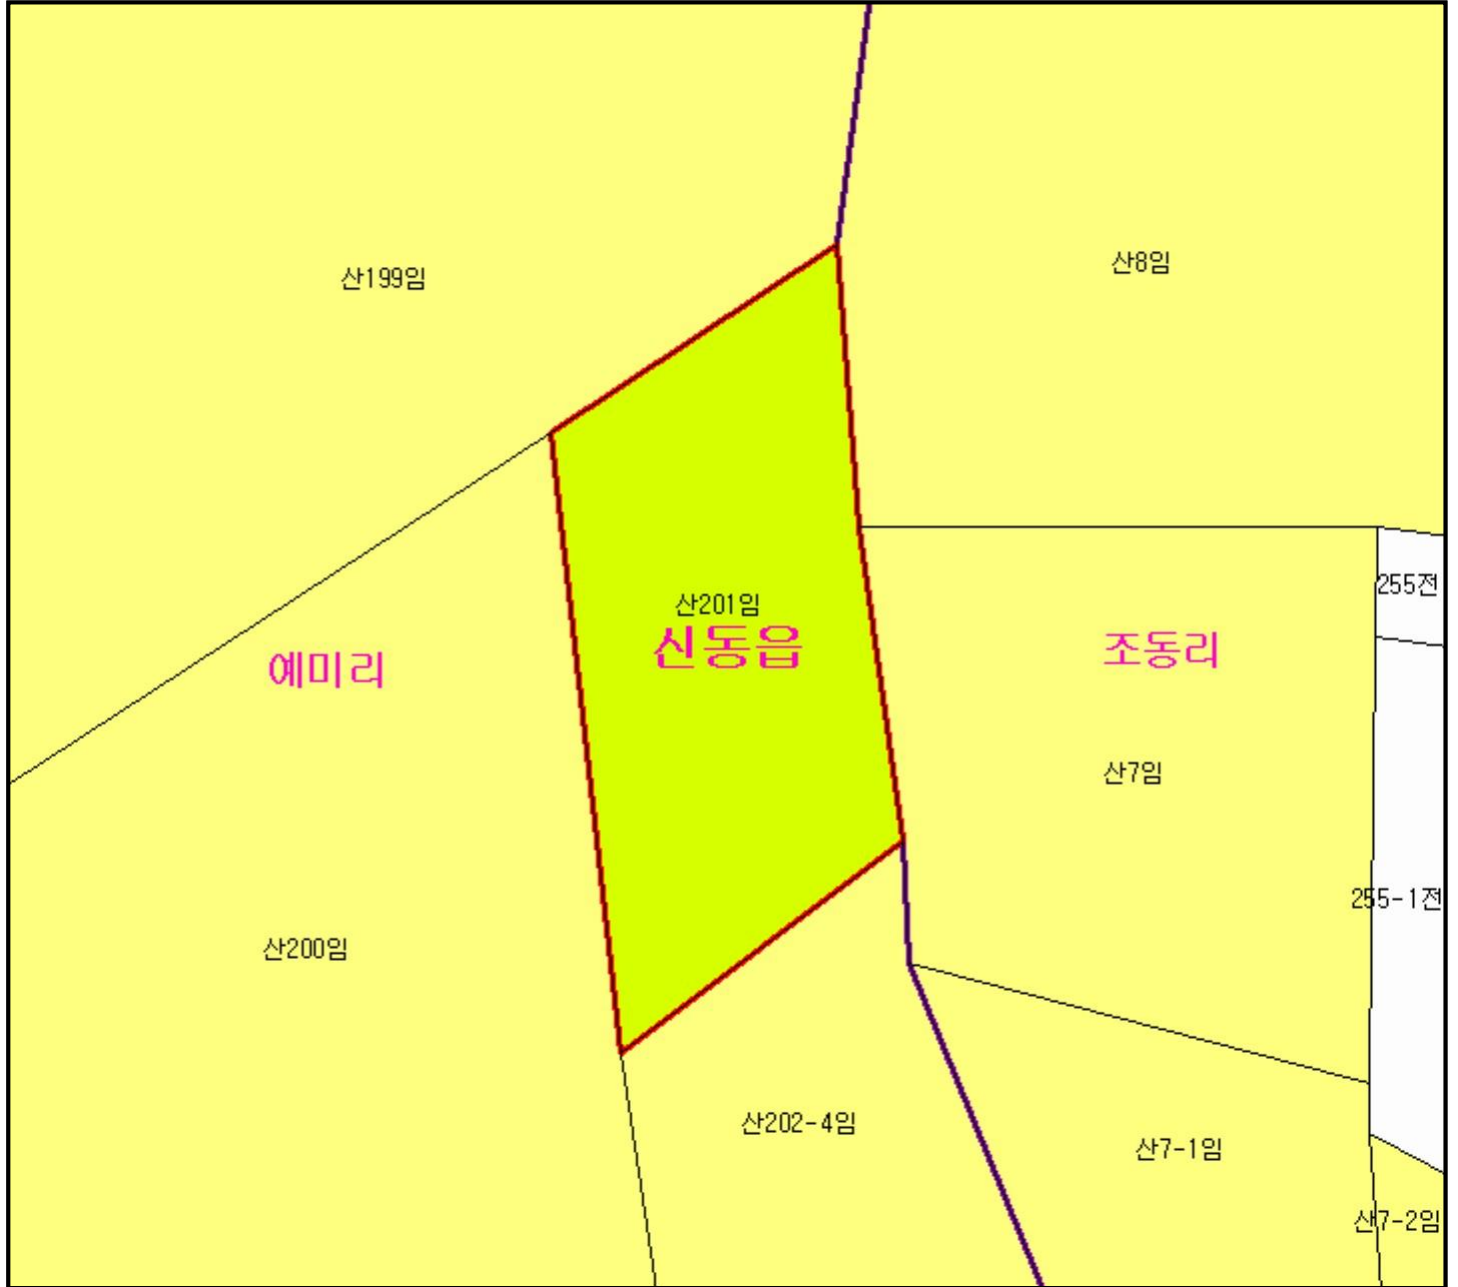 산8임
산199임
255전
산201임
신동읍
조동리
예미리
산7임
255-1전
산200임
산202-4임
산7-1임
산7-2임